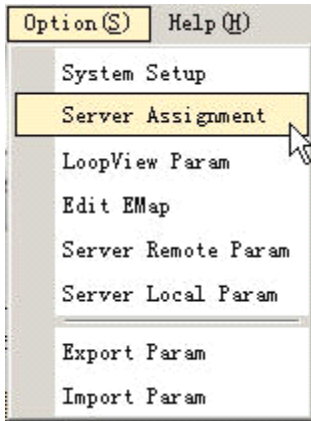 Option(S) Help(H)
System Setup
Server Assignment
LoopView Param
Edit EMap
Server Remote Param
Server Local Param
Export Param
Import Param